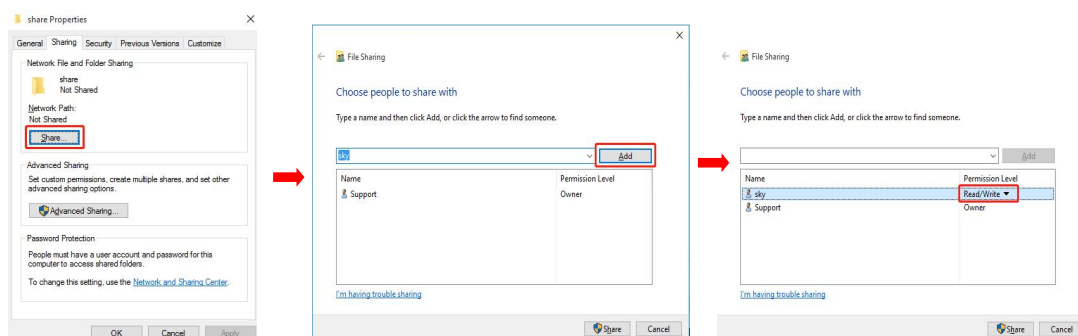 share Properties
General Sharing Security Previous Versions Customize
Network File and Folder Sharing
share
Not Shared
Network Path:
Not Shared
Share...
Advanced Sharing
Set custom permissions, create multiple shares, and set other
advanced sharing options.
Advanced Sharing...
Password Protection
People must have a user account and password for this
computer to access shared folders.
To change this setting, use the Network and Sharing Center.
OK Cancel Apply
File Sharing
Choose people to share with
Type a name and then click Add, or click the arrow to find someone.
sky Add
Name Permission Level
Support Owner
I'm having trouble sharing
Share Cancel
File Sharing
Choose people to share with
Type a name and then click Add, or click the arrow to find someone.
Add
Name Permission Level
sky Read/Write
Support Owner
I'm having trouble sharing
Share Cancel